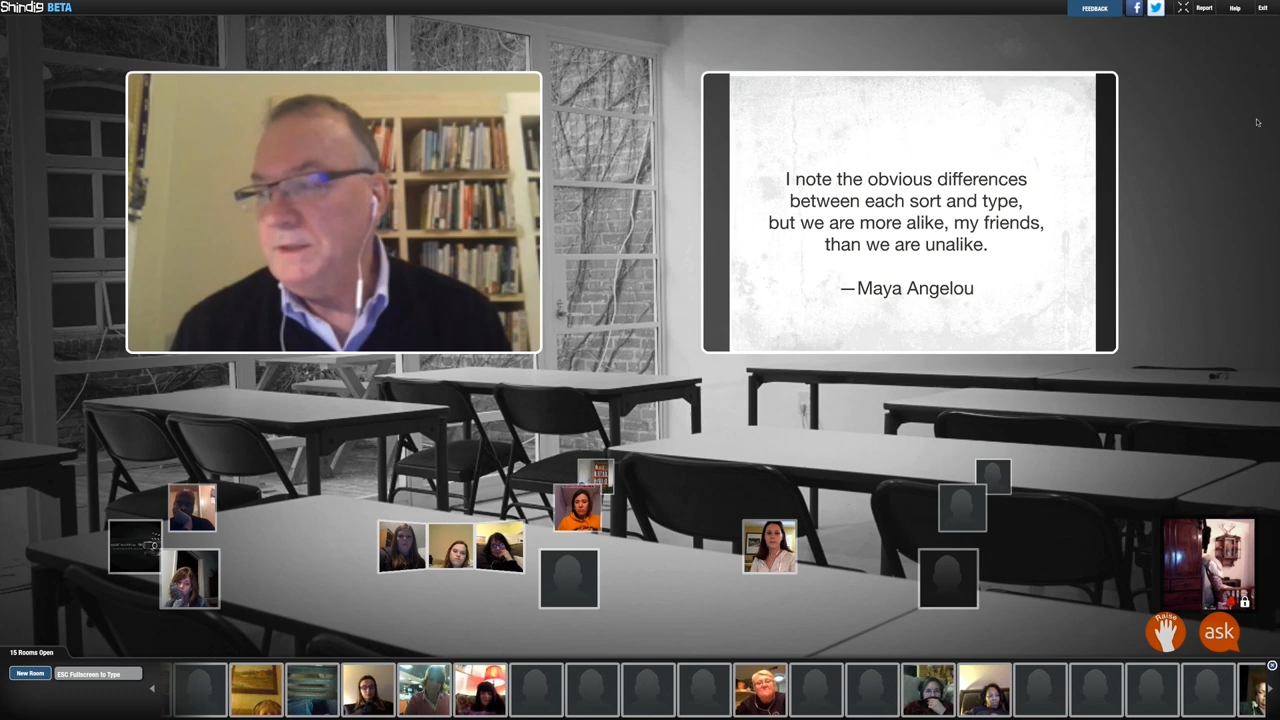 Shindig BETA
FEEDBACK
Report
Help
Exit
I note the obvious differences
between each sort and type,
but we are more alike, my friends,
than we are unalike.
—Maya Angelou
Raise
ask
15 Rooms Open
New Room
ESC Fullscreen to Type